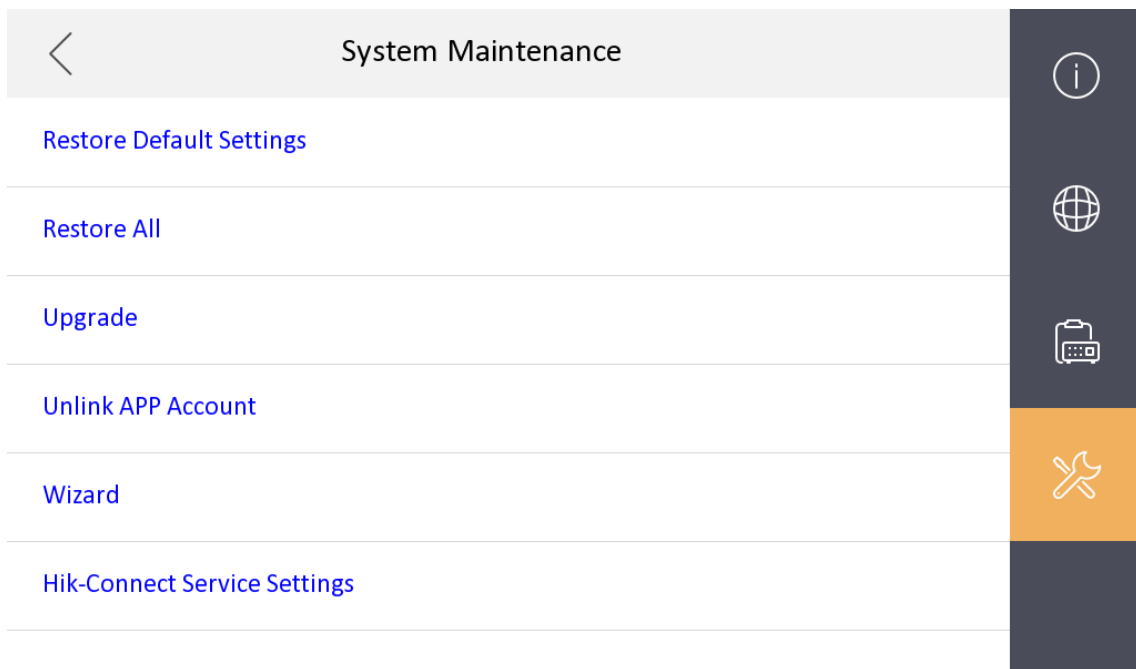 System Maintenance
Restore Default Settings
Restore All
Upgrade
Unlink APP Account
Wizard
Hik-Connect Service Settings